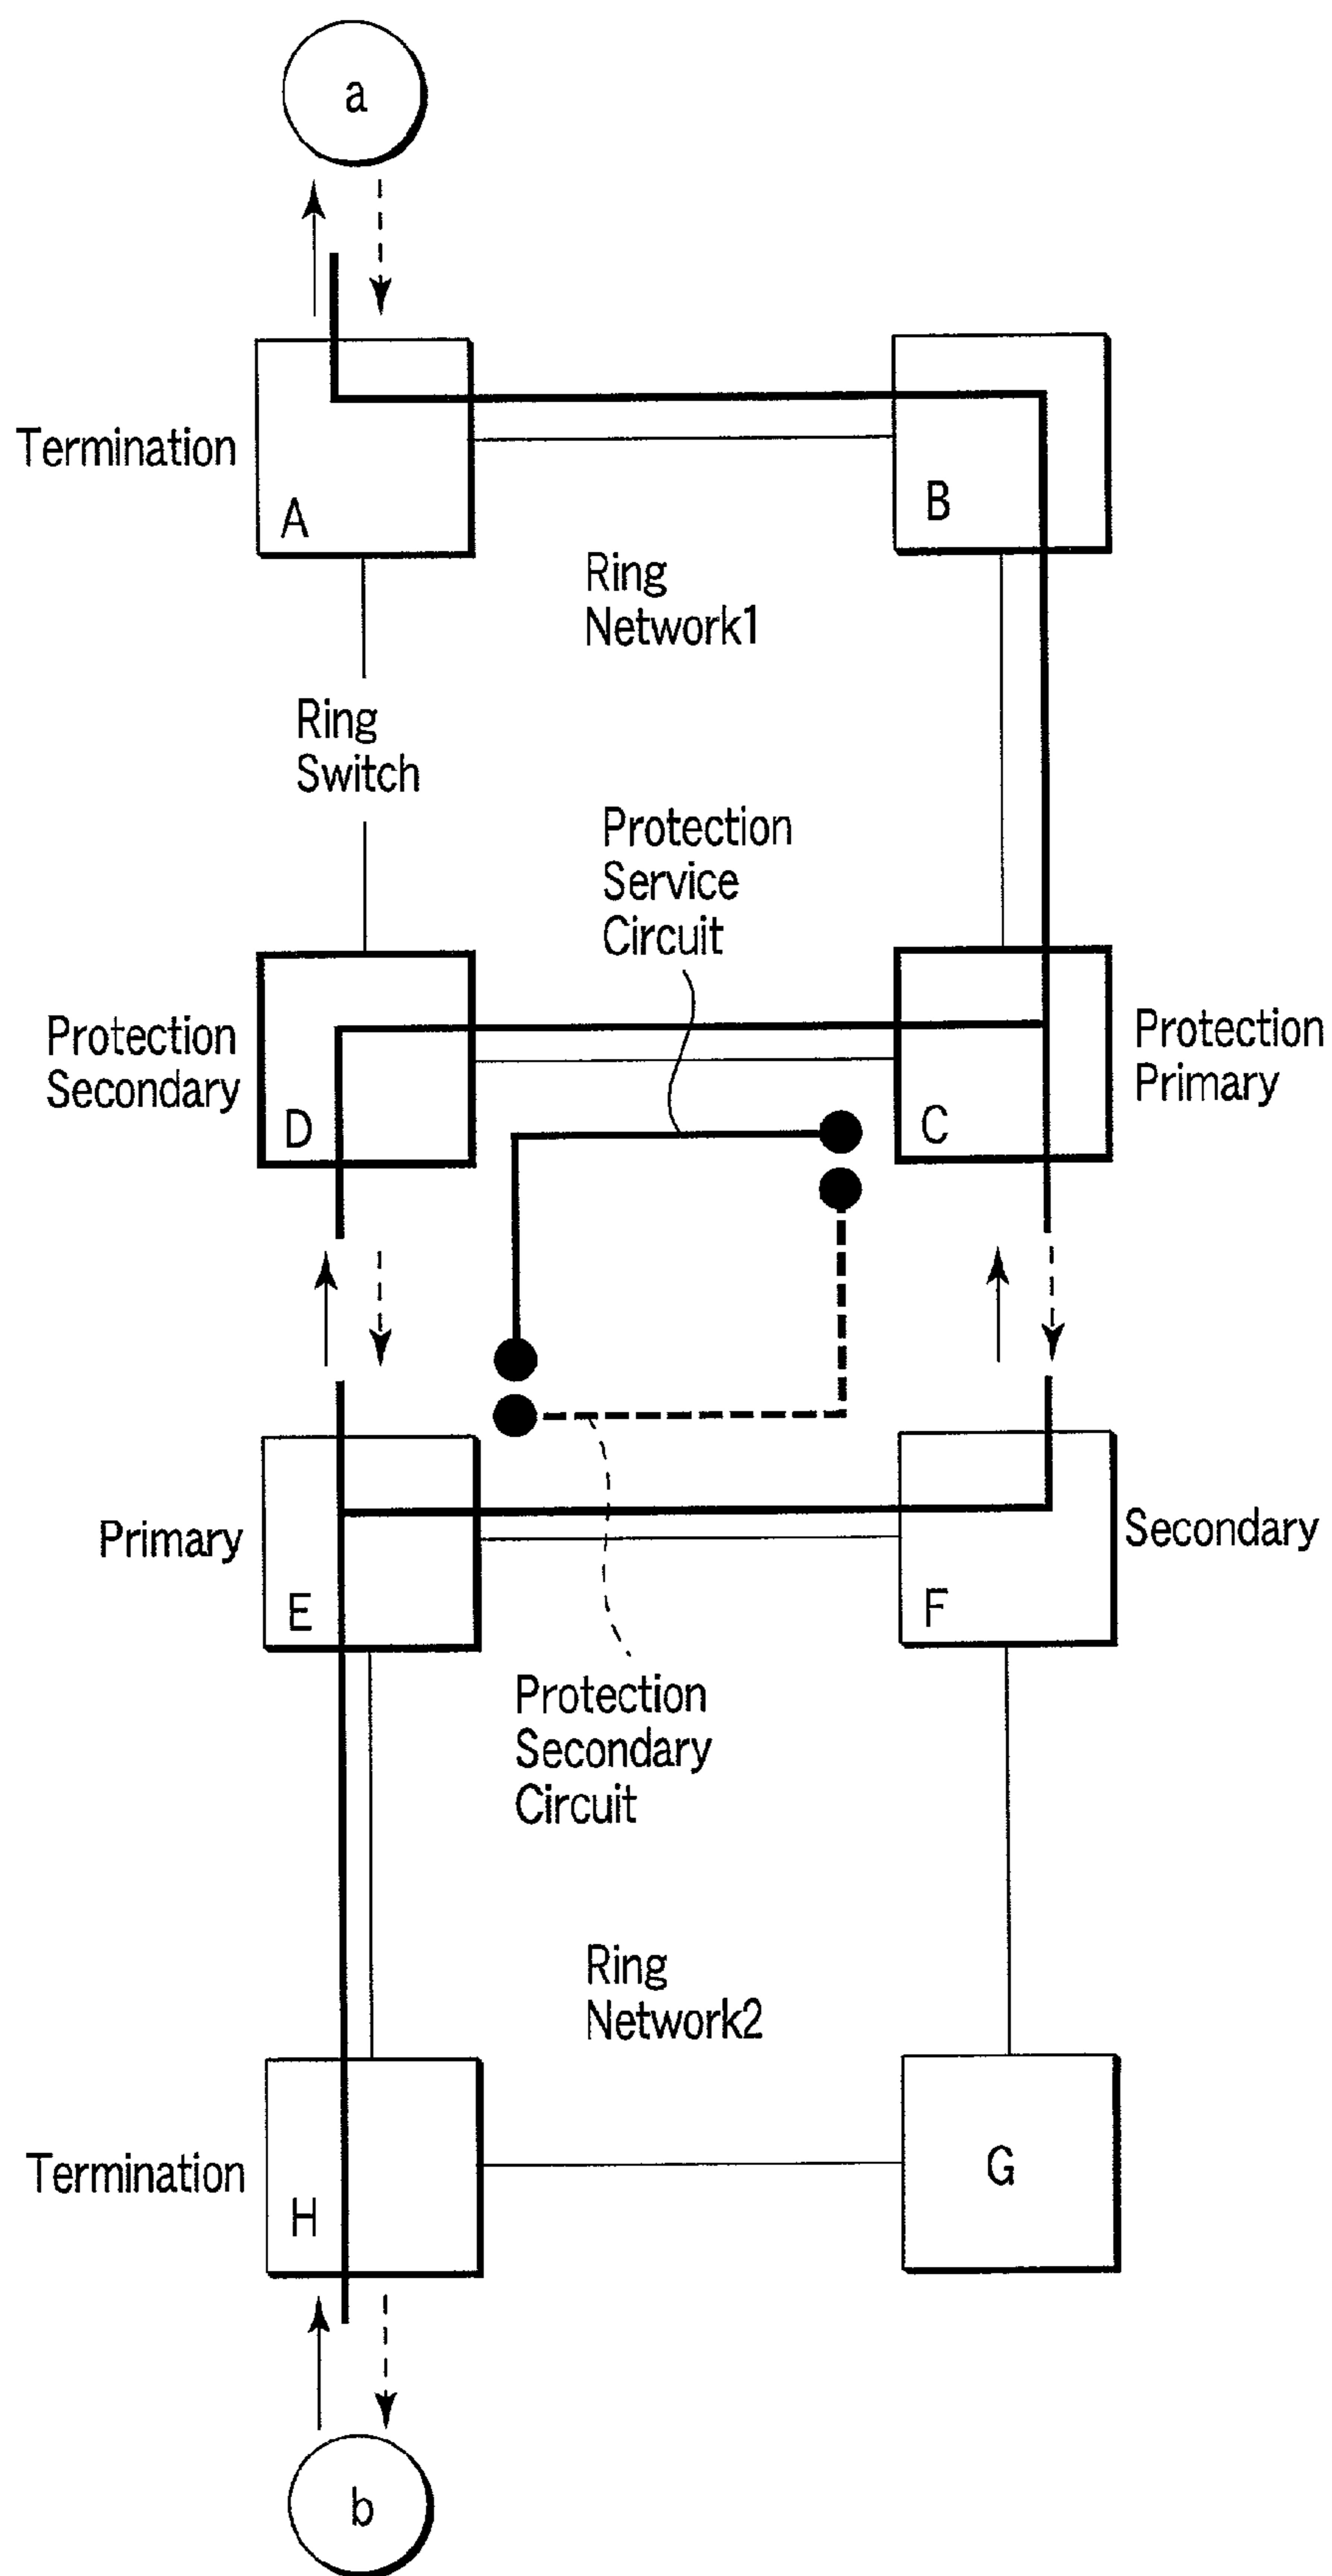 a
Termination
A
B
Ring
Network1
Ring
Switch
Protection
Service
Circuit
Protection
Secondary
D
C
Protection
Primary
Primary
E
F
Secondary
Protection
Secondary
Circuit
Ring
Network2
Termination
H
G
b